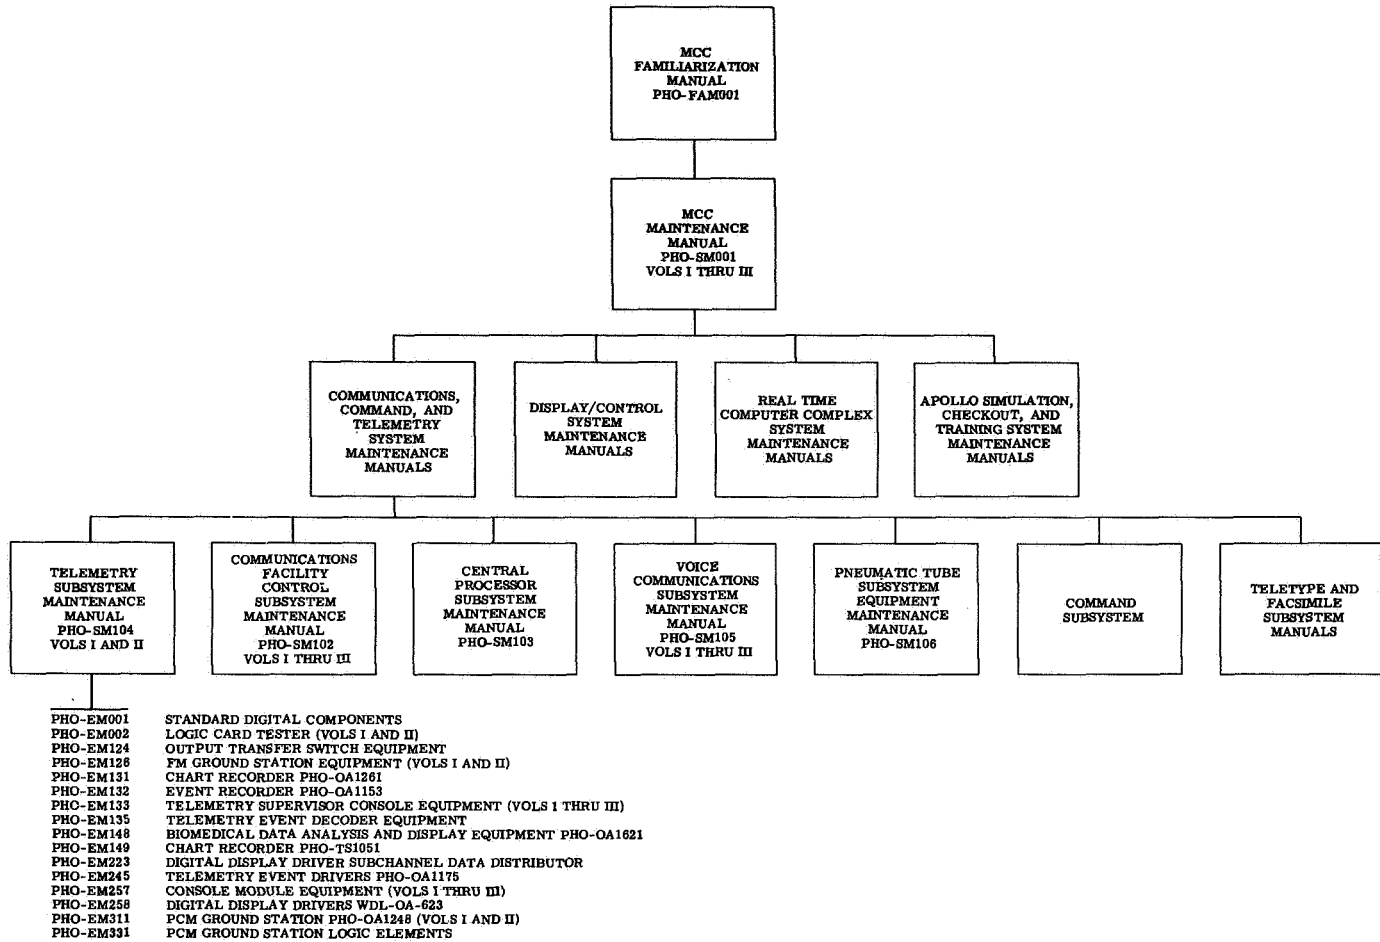 MCC
FAMILIARIZATION
MANUAL
PHO-FAM001
MCC
MAINTENANCE
MANUAL
PHO-SM001
VOLS I THRU III
COMMUNICATIONS,
COMMAND, AND
TELEMETRY
SYSTEM
MAINTENANCE
MANUALS
DISPLAY/CONTROL
SYSTEM
MAINTENANCE
MANUALS
REAL TIME
COMPUTER COMPLEX
SYSTEM
MAINTENANCE
MANUALS
APOLLO SIMULATION,
CHECKOUT, AND
TRAINING SYSTEM
MAINTENANCE
MANUALS
TELEMETRY
SUBSYSTEM
MAINTENANCE
MANUAL
PHO-SM104
VOLS I AND II
COMMUNICATIONS
FACILITY
CONTROL
SUBSYSTEM
MAINTENANCE
MANUAL
PHO-SM102
VOLS I THRU III
CENTRAL
PROCESSOR
SUBSYSTEM
MAINTENANCE
MANUAL
PHO-SM103
VOICE
COMMUNICATIONS
SUBSYSTEM
MAINTENANCE
MANUAL
PHO-SM105
VOLS I THRU III
PNEUMATIC TUBE
SUBSYSTEM
EQUIPMENT
MAINTENANCE
MANUAL
PHO-SM106
COMMAND
SUBSYSTEM
TELETYPE AND
FACSIMILE
SUBSYSTEM
MANUALS
PHO-EM001 STANDARD DIGITAL COMPONENTS
PHO-EM002 LOGIC CARD TESTER (VOLS I AND II)
PHO-EM124 OUTPUT TRANSFER SWITCH EQUIPMENT
PHO-EM126 FM GROUND STATION EQUIPMENT (VOLS I AND II)
PHO-EM131 CHART RECORDER PHO-OA1261
PHO-EM132 EVENT RECORDER PHO-OA1153
PHO-EM133 TELEMETRY SUPERVISOR CONSOLE EQUIPMENT (VOLS I THRU III)
PHO-EM135 TELEMETRY EVENT DECODER EQUIPMENT
PHO-EM148 BIOMEDICAL DATA ANALYSIS AND DISPLAY EQUIPMENT PHO-OA1621
PHO-EM149 CHART RECORDER PHO-TS1051
PHO-EM223 DIGITAL DISPLAY DRIVER SUBCHANNEL DATA DISTRIBUTOR
PHO-EM245 TELEMETRY EVENT DRIVERS PHO-OA1175
PHO-EM257 CONSOLE MODULE EQUIPMENT (VOLS I THRU III)
PHO-EM258 DIGITAL DISPLAY DRIVERS WDL-OA-623
PHO-EM311 PCM GROUND STATION PHO-OA1248 (VOLS I AND II)
PHO-EM331 PCM GROUND STATION LOGIC ELEMENTS